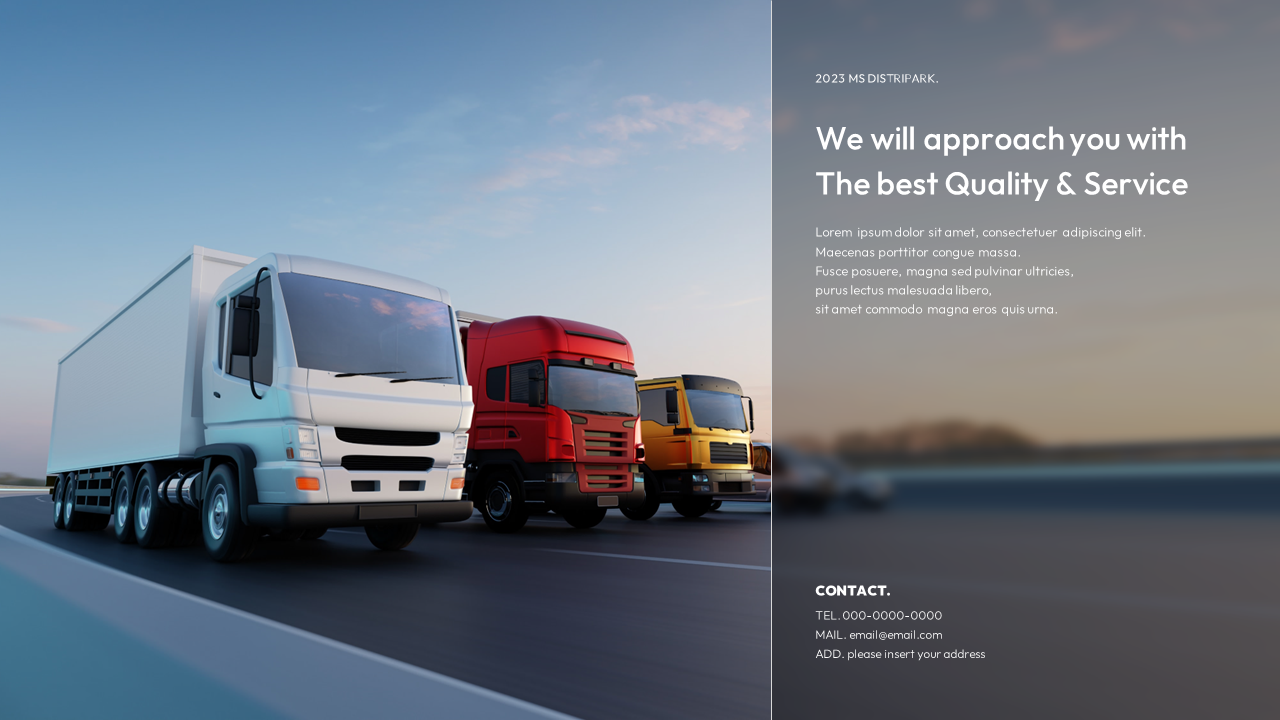 2023 MS DISTRIPARK.
We will approach you with
The best Quality & Service
Lorem ipsum dolor sit amet, consectetuer adipiscing elit.
Maecenas porttitor congue massa.
Fusce posuere, magna sed pulvinar ultricies,
purus lectus malesuada libero,
sit amet commodo magna eros quis urna.
CONTACT.
TEL. 000-0000-0000
MAIL. email@email.com
ADD. please insert your address